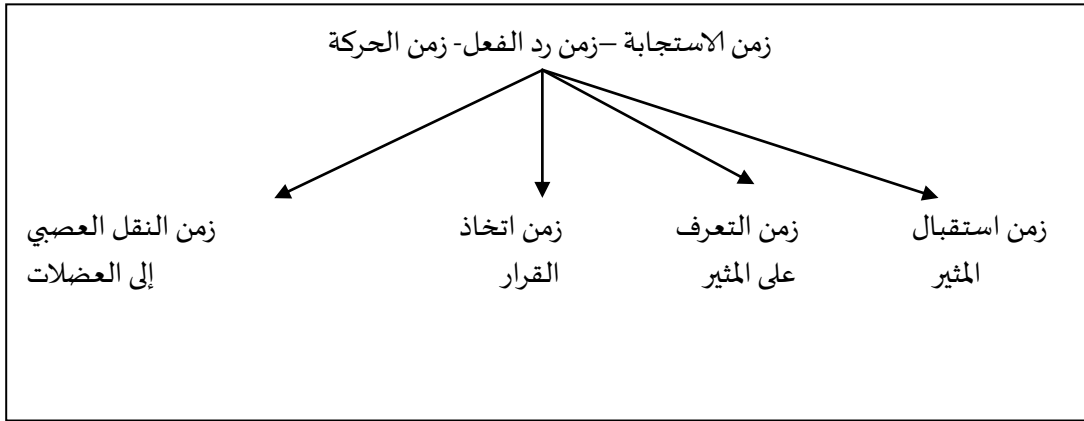 زمن الاستجابة –زمن رد الفعل- زمن الحركة
زمن استقبال
المثير
زمن التعرف
على المثير
زمن اتخاذ
القرار
زمن النقل العصبي
إلى العضلات